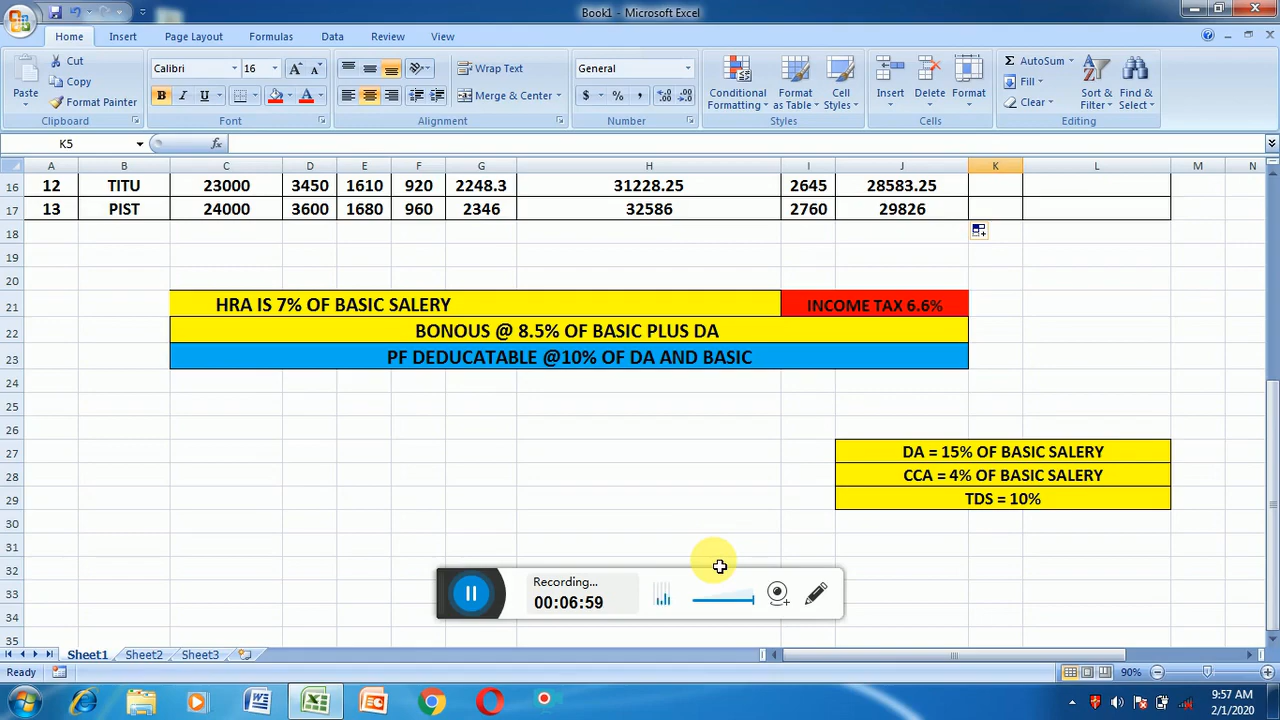 Book1 - Microsoft Excel
Home Insert Page Layout Formulas Data Review View
Paste Cut Copy Format Painter Clipboard
Calibri 16 A A B I U A Font
Wrap Text Merge & Center Alignment
General $ % , Number
Conditional Formatting Format as Table Cell Styles Styles
Insert Delete Format Cells
Σ AutoSum Fill Clear Sort & Filter Find & Select Editing
K5 fx
A B C D E F G H I J K L M N
16 12 TITU 23000 3450 1610 920 2248.3 31228.25 2645 28583.25
17 13 PIST 24000 3600 1680 960 2346 32586 2760 29826
18
19
20
21 HRA IS 7% OF BASIC SALERY INCOME TAX 6.6%
22 BONOUS @ 8.5% OF BASIC PLUS DA
23 PF DEDUCATABLE @10% OF DA AND BASIC
24
25
26
27 DA = 15% OF BASIC SALERY
28 CCA = 4% OF BASIC SALERY
29 TDS = 10%
30
31
32
33
34
35
Recording...
00:06:59
Sheet1 Sheet2 Sheet3
Ready 90%
9:57 AM
2/1/2020